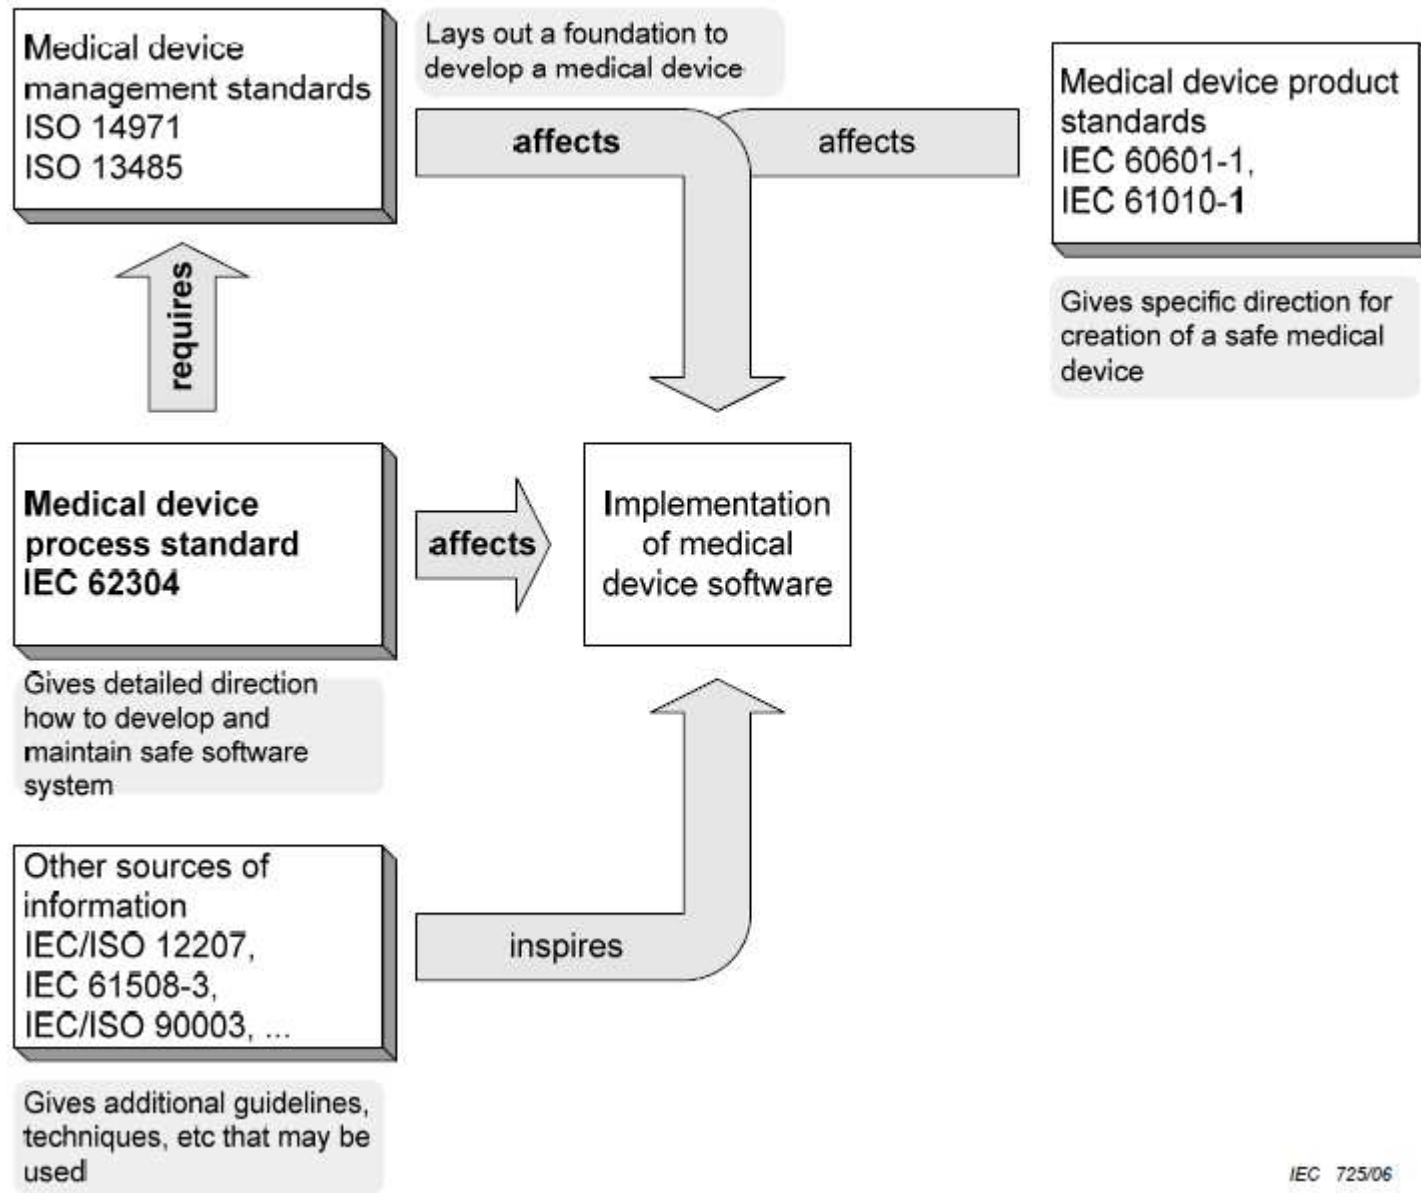 Medical device
management standards
ISO 14971
ISO 13485
Lays out a foundation to
develop a medical device
affects
affects
Medical device product
standards
IEC 60601-1,
IEC 61010-1
Gives specific direction for
creation of a safe medical
device
requires
Medical device
process standard
IEC 62304
affects
Implementation
of medical
device software
Gives detailed direction
how to develop and
maintain safe software
system
Other sources of
information
IEC/ISO 12207,
IEC 61508-3,
IEC/ISO 90003, ...
inspires
Gives additional guidelines,
techniques, etc that may be
used
IEC 725/06